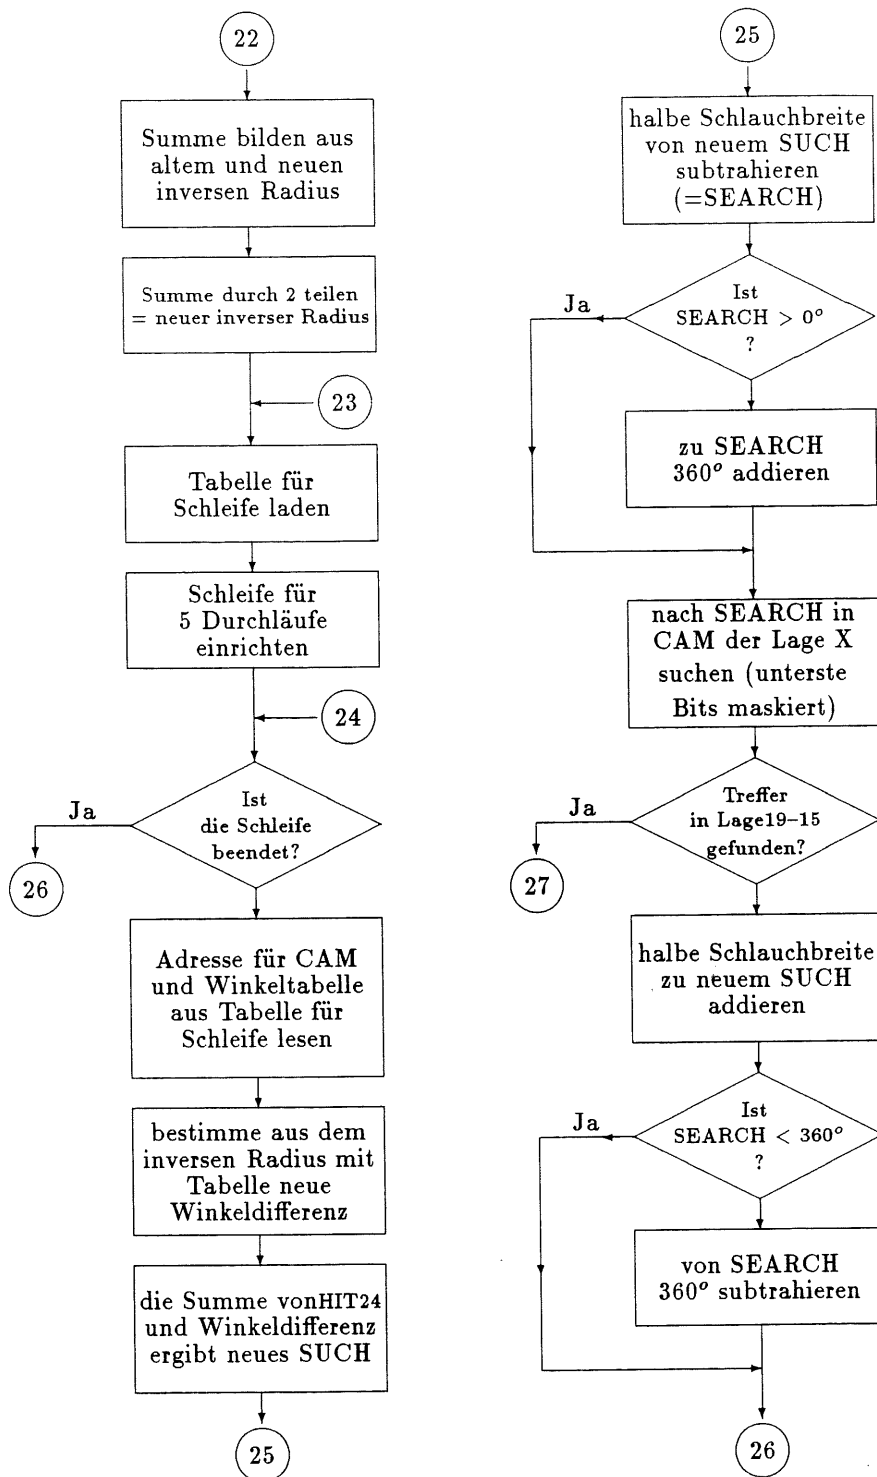 22
Summe bilden aus
altem und neuen
inversen Radius
Summe durch 2 teilen
= neuer inverser Radius
23
Tabelle für
Schleife laden
Schleife für
5 Durchläufe
einrichten
24
Ja
Ist
die Schleife
beendet?
26
Adresse für CAM
und Winkeltabelle
aus Tabelle für
Schleife lesen
bestimme aus dem
inversen Radius mit
Tabelle neue
Winkeldifferenz
die Summe vonHIT24
und Winkeldifferenz
ergibt neues SUCH
25
25
halbe Schlauchbreite
von neuem SUCH
subtrahieren
(=SEARCH)
Ja
Ist
SEARCH > 0°
?
zu SEARCH
360° addieren
nach SEARCH in
CAM der Lage X
suchen (unterste
Bits maskiert)
Ja
Treffer
in Lage19–15
gefunden?
27
halbe Schlauchbreite
zu neuem SUCH
addieren
Ja
Ist
SEARCH < 360°
?
von SEARCH
360° subtrahieren
26